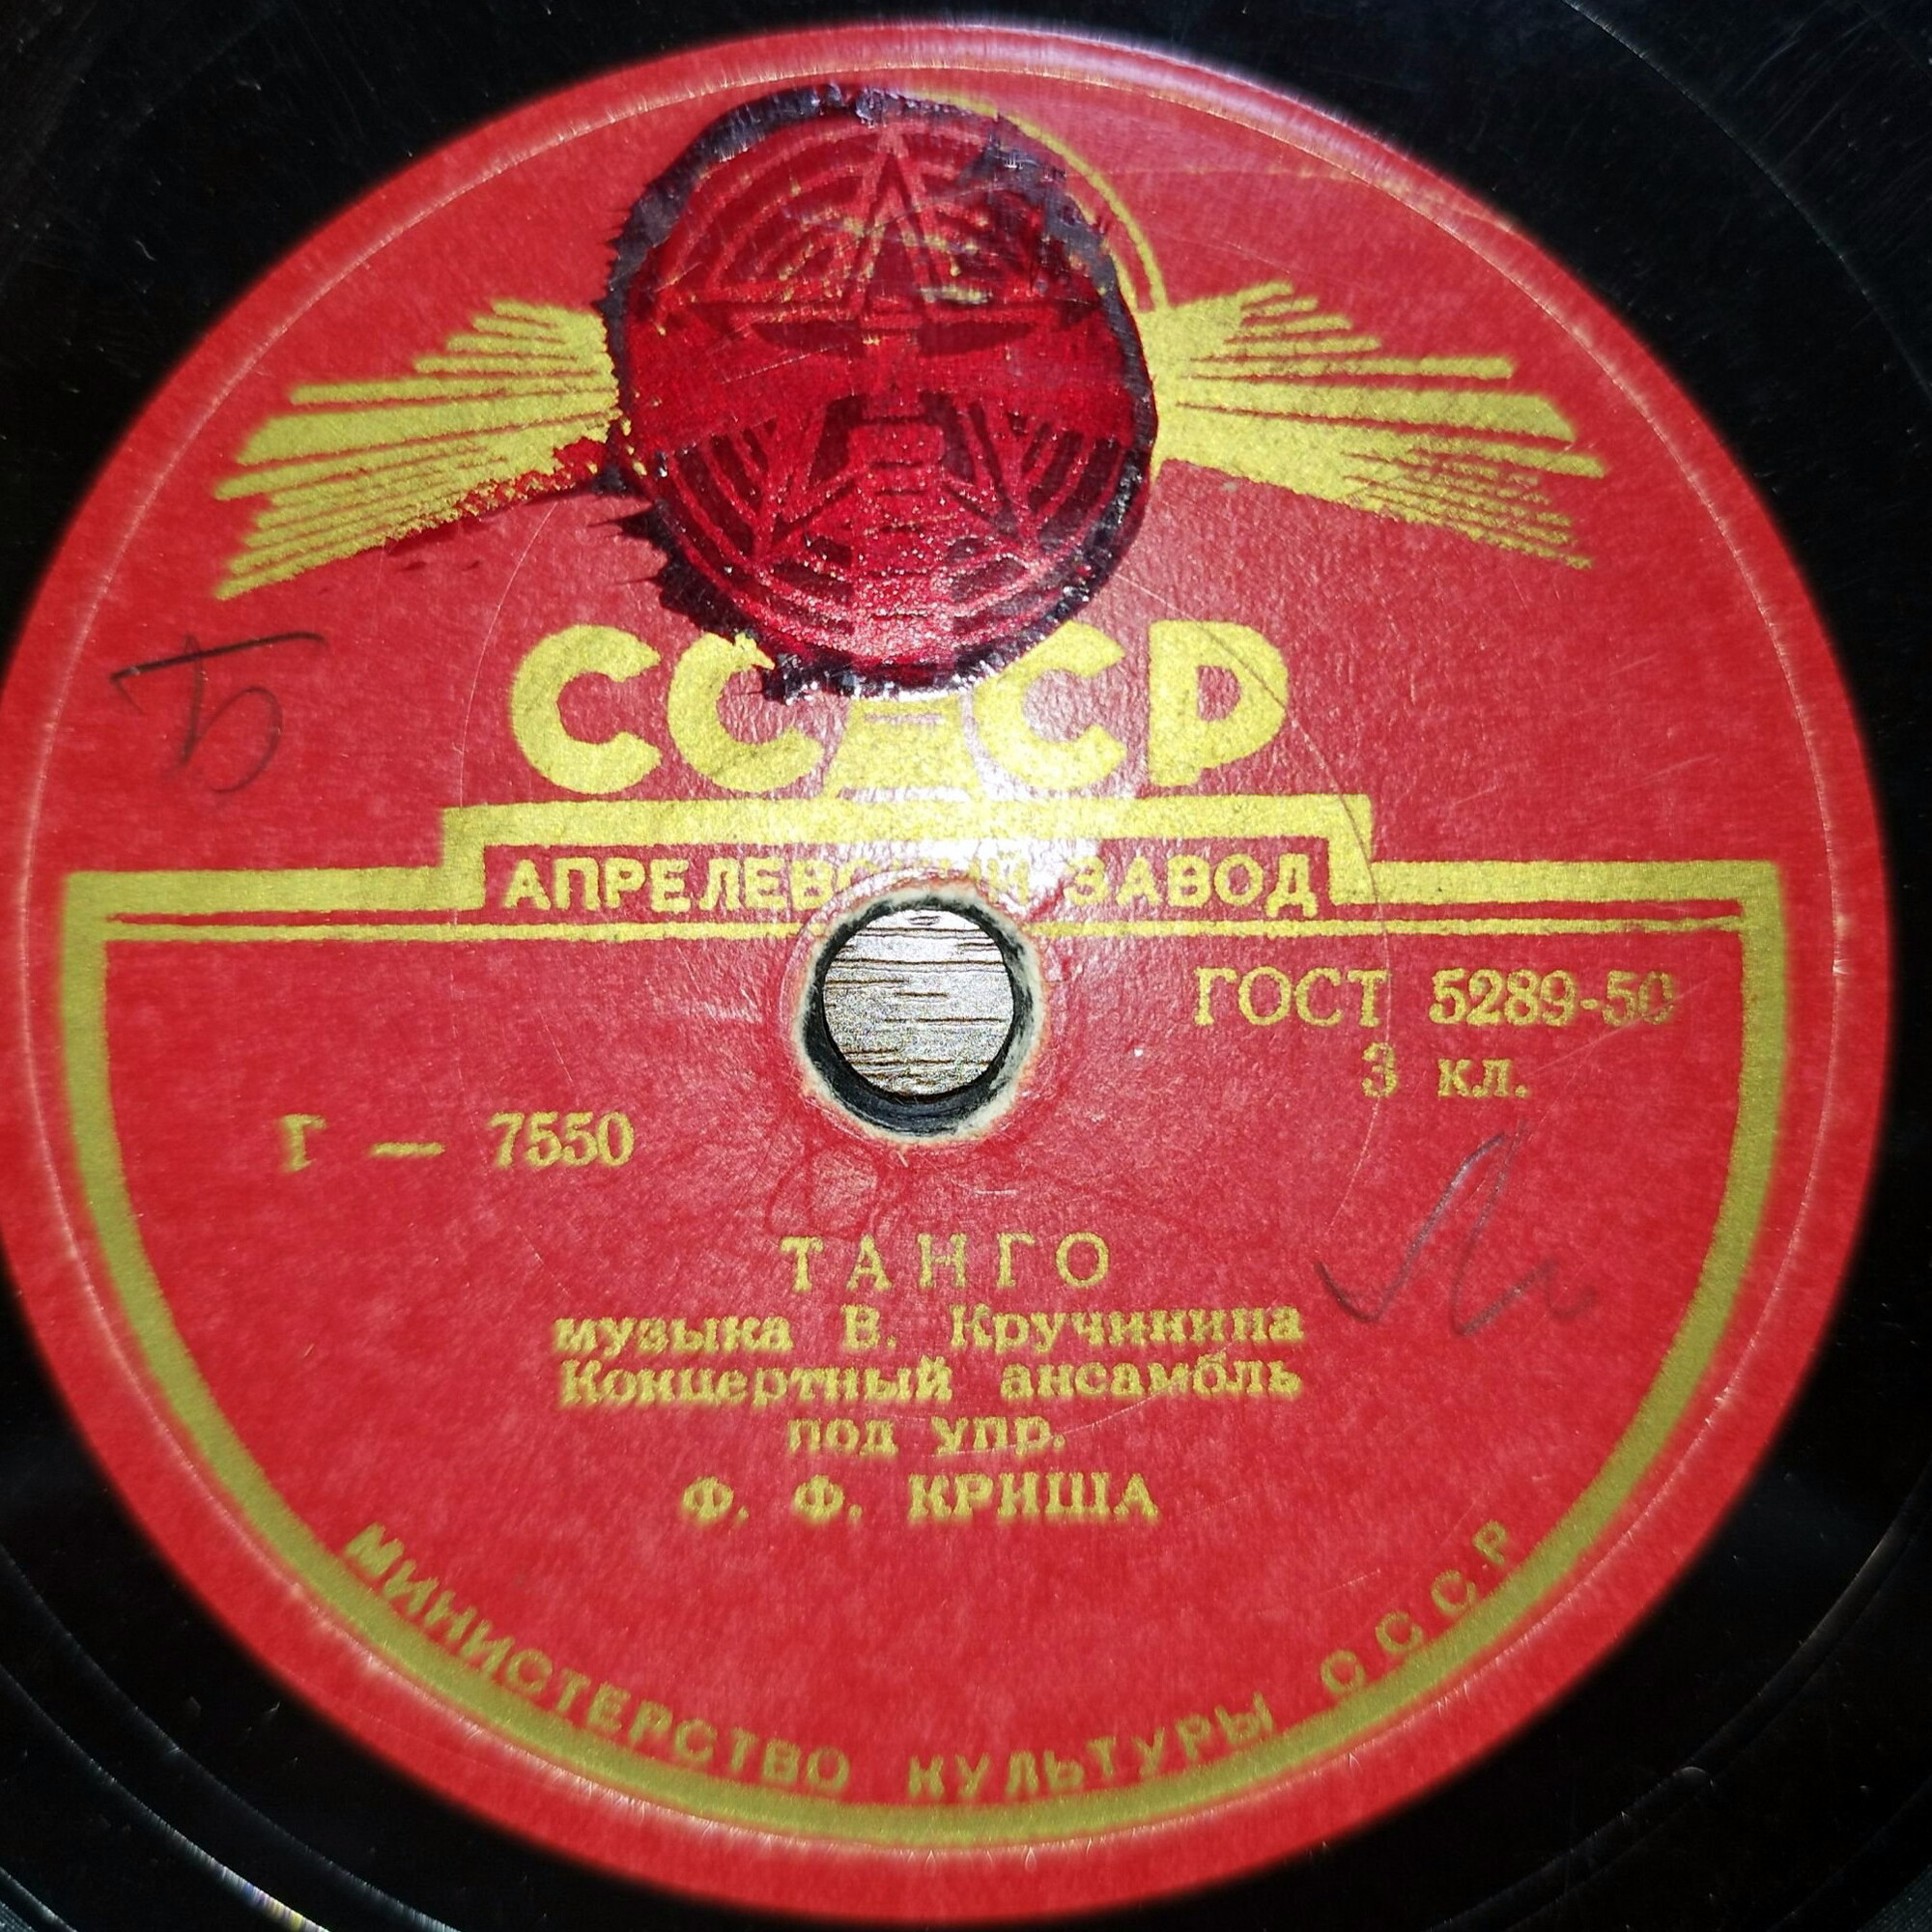 СССР
АПРЕЛЕВСКИЙ ЗАВОД
ГОСТ 5289-50
3 кл.
Г — 7550
ТАНГО
музыка В. Кручинина
Концертный ансамбль
под упр.
Ф. Ф. КРИША
МИНИСТЕРСТВО КУЛЬТУРЫ СССР
Б